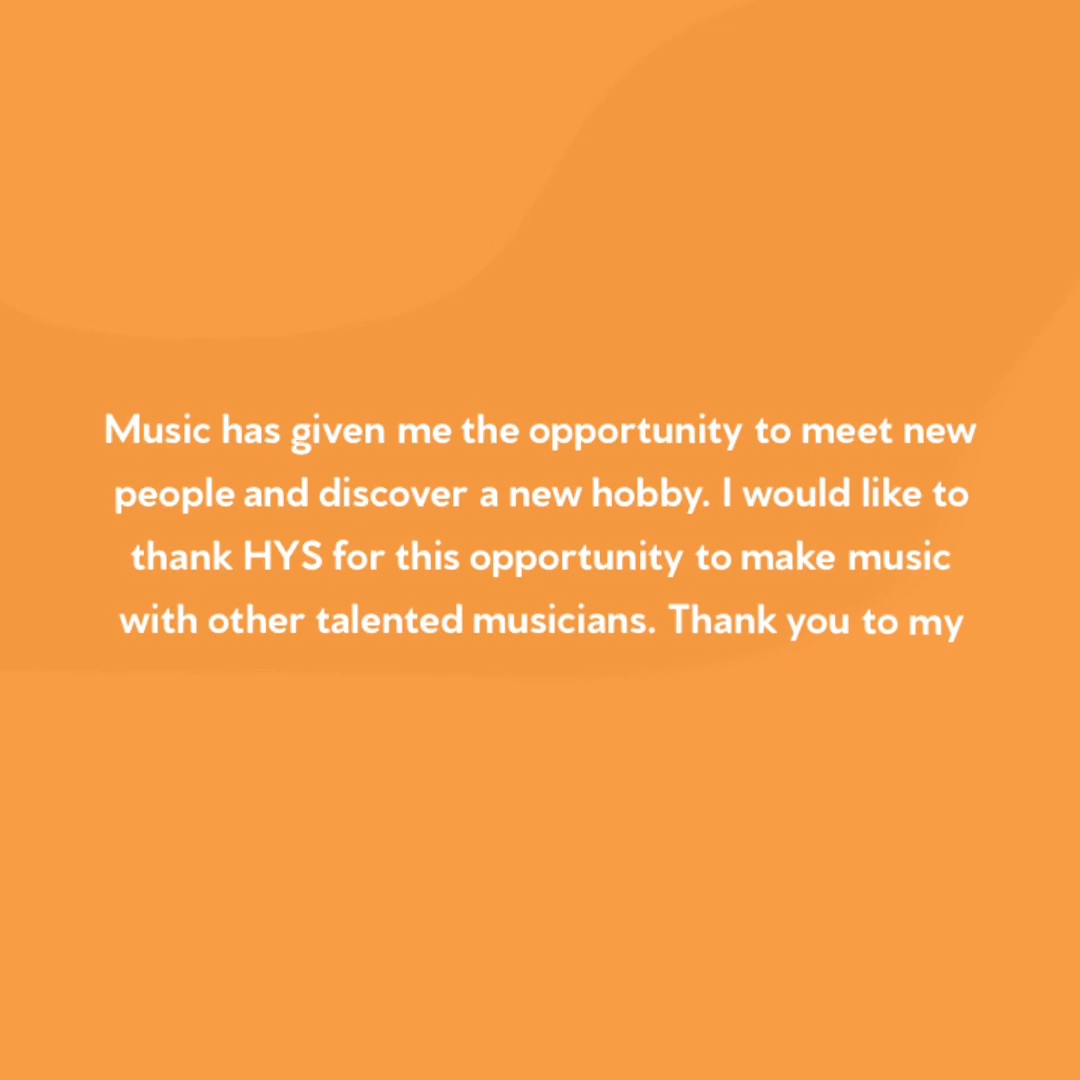 Music has given me the opportunity to meet new
people and discover a new hobby. I would like to
thank HYS for this opportunity to make music
with other talented musicians. Thank you to my